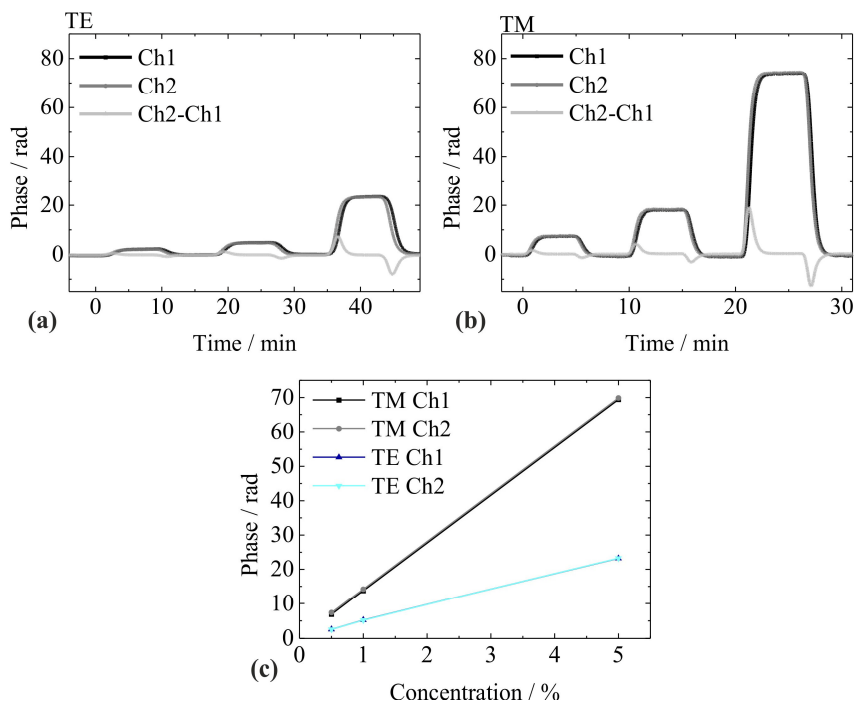 TE
Ch1
Ch2
Ch2-Ch1
80
60
40
20
0
Phase / rad
0 10 20 30 40
Time / min
(a)
TM
Ch1
Ch2
Ch2-Ch1
80
60
40
20
0
Phase / rad
0 10 20 30
Time / min
(b)
TM Ch1
TM Ch2
TE Ch1
TE Ch2
70
60
50
40
30
20
10
0
Phase / rad
0 1 2 3 4 5
Concentration / %
(c)